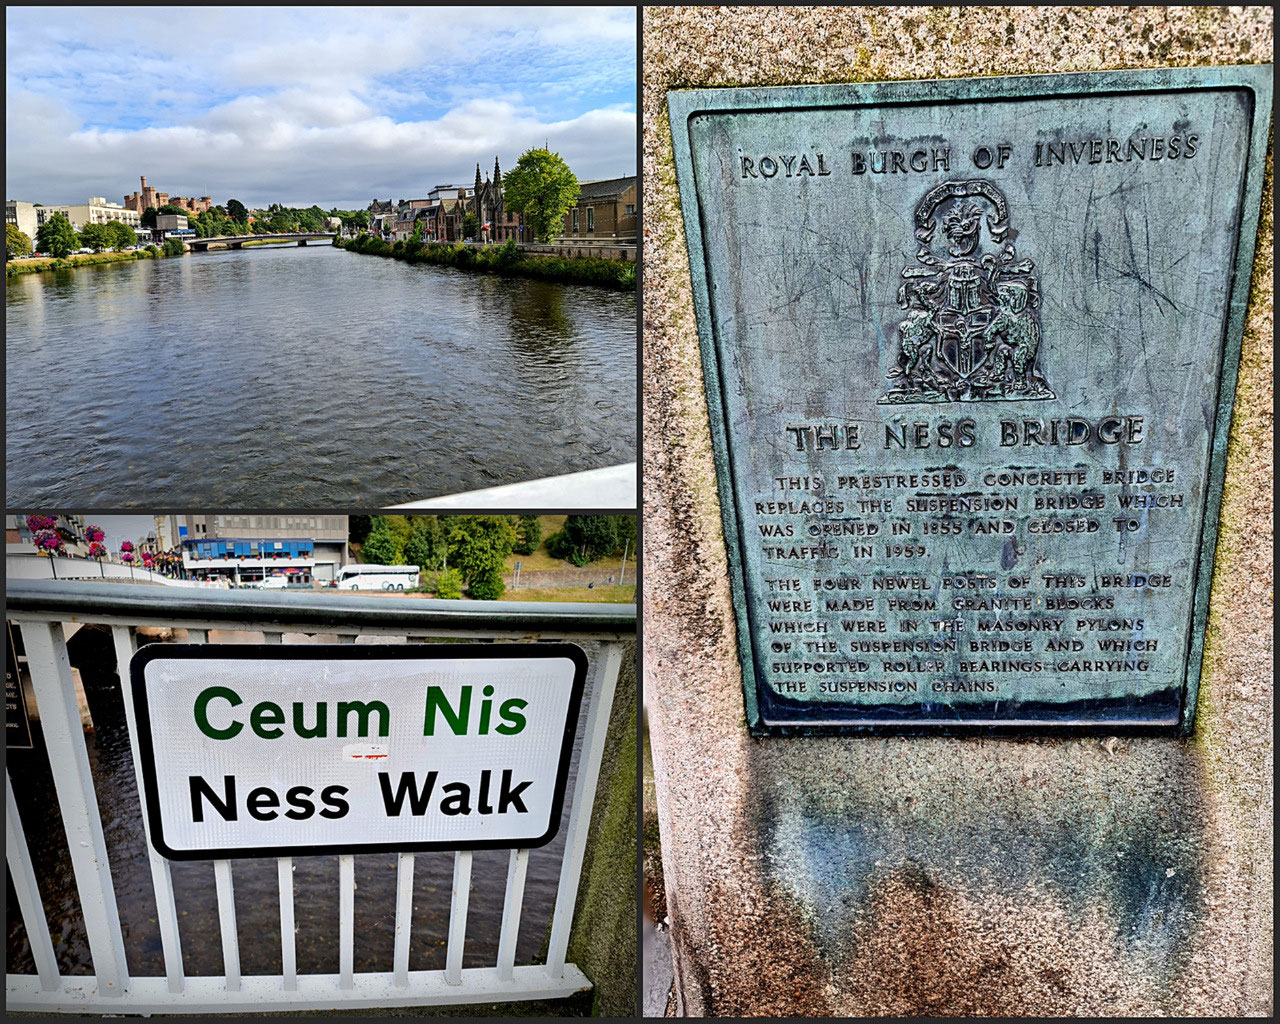 Ceum Nis
Ness Walk
ROYAL BURGH OF INVERNESS
THE NESS BRIDGE
THIS PRESTRESSED CONCRETE BRIDGE
REPLACES THE SUSPENSION BRIDGE WHICH
WAS OPENED IN 1855 AND CLOSED TO
TRAFFIC IN 1959.
THE FOUR NEWEL POSTS OF THIS BRIDGE
WERE MADE FROM GRANITE BLOCKS
WHICH WERE IN THE MASONRY PYLONS
OF THE SUSPENSION BRIDGE AND WHICH
SUPPORTED ROLLER BEARINGS CARRYING
THE SUSPENSION CHAINS.